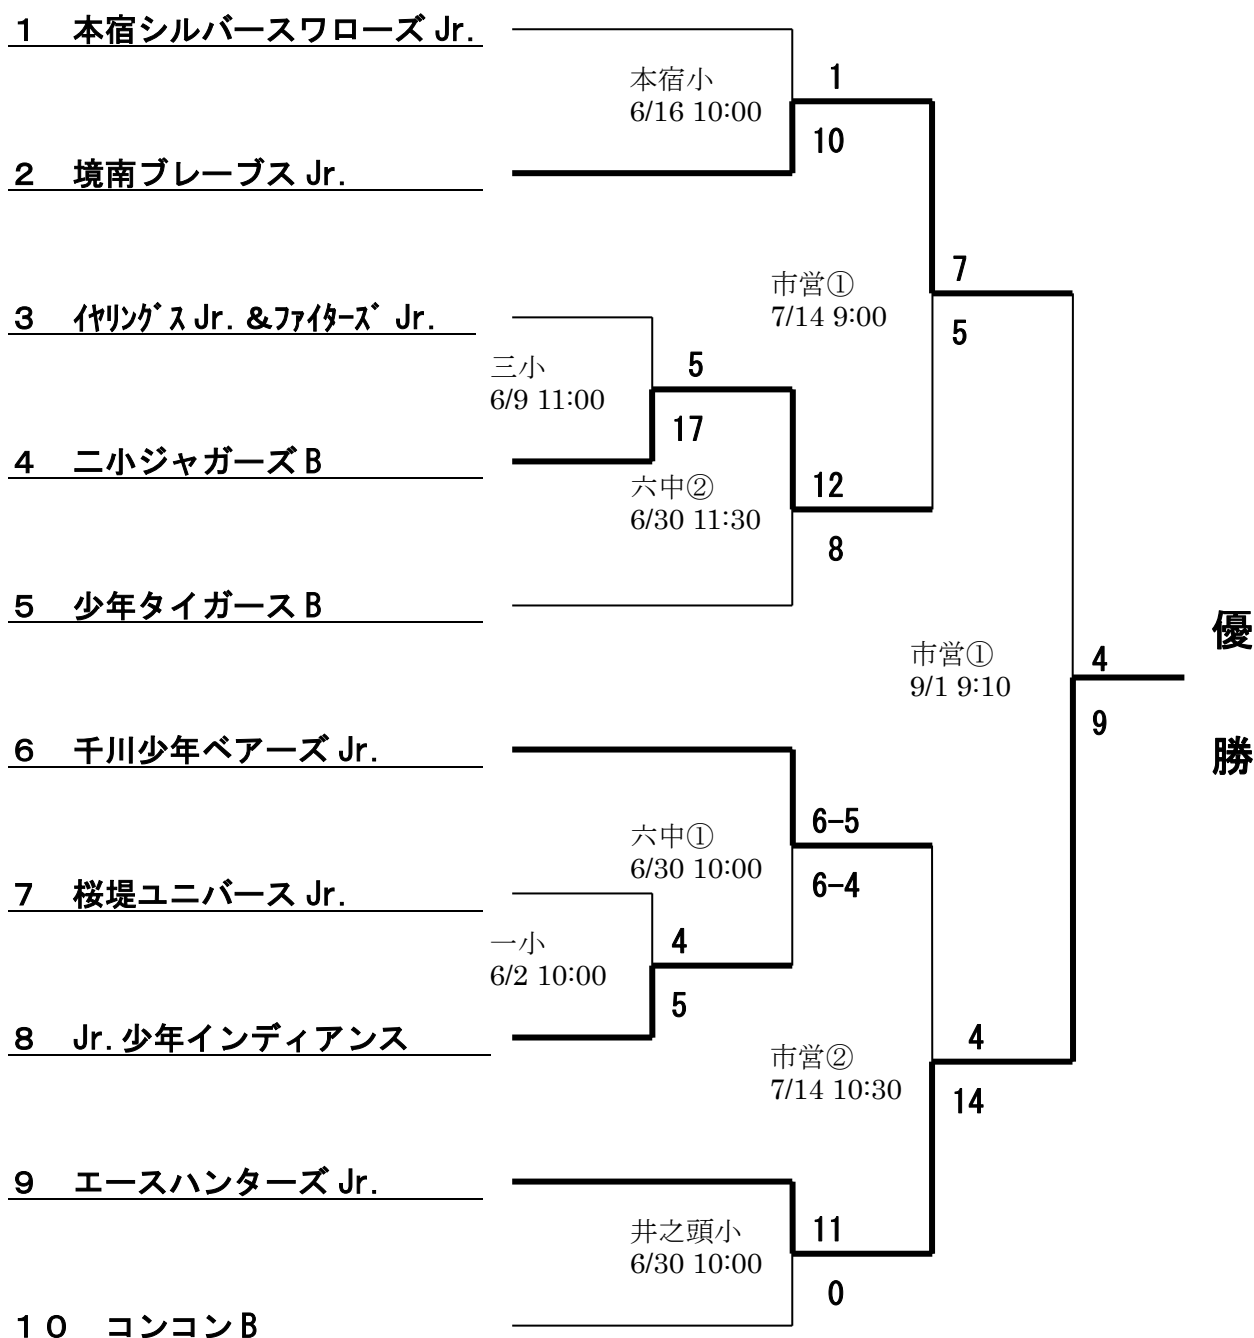 1 本宿シルバースワローズ Jr.
本宿小
6/16 10:00
1
10
2 境南ブレーブス Jr.
市営①
7/14 9:00
7
5
3 ｲﾔﾘﾝｸﾞｽ Jr. &ﾌｧｲﾀｰｽﾞ Jr.
三小
6/9 11:00
5
17
4 二小ジャガーズ B
六中②
6/30 11:30
12
8
5 少年タイガース B
市営①
9/1 9:10
4
9
優
勝
6 千川少年ベアーズ Jr.
六中①
6/30 10:00
6-5
6-4
7 桜堤ユニバース Jr.
一小
6/2 10:00
4
5
8 Jr. 少年インディアンス
市営②
7/14 10:30
4
14
9 エースハンターズ Jr.
井之頭小
6/30 10:00
11
0
10 コンコン B